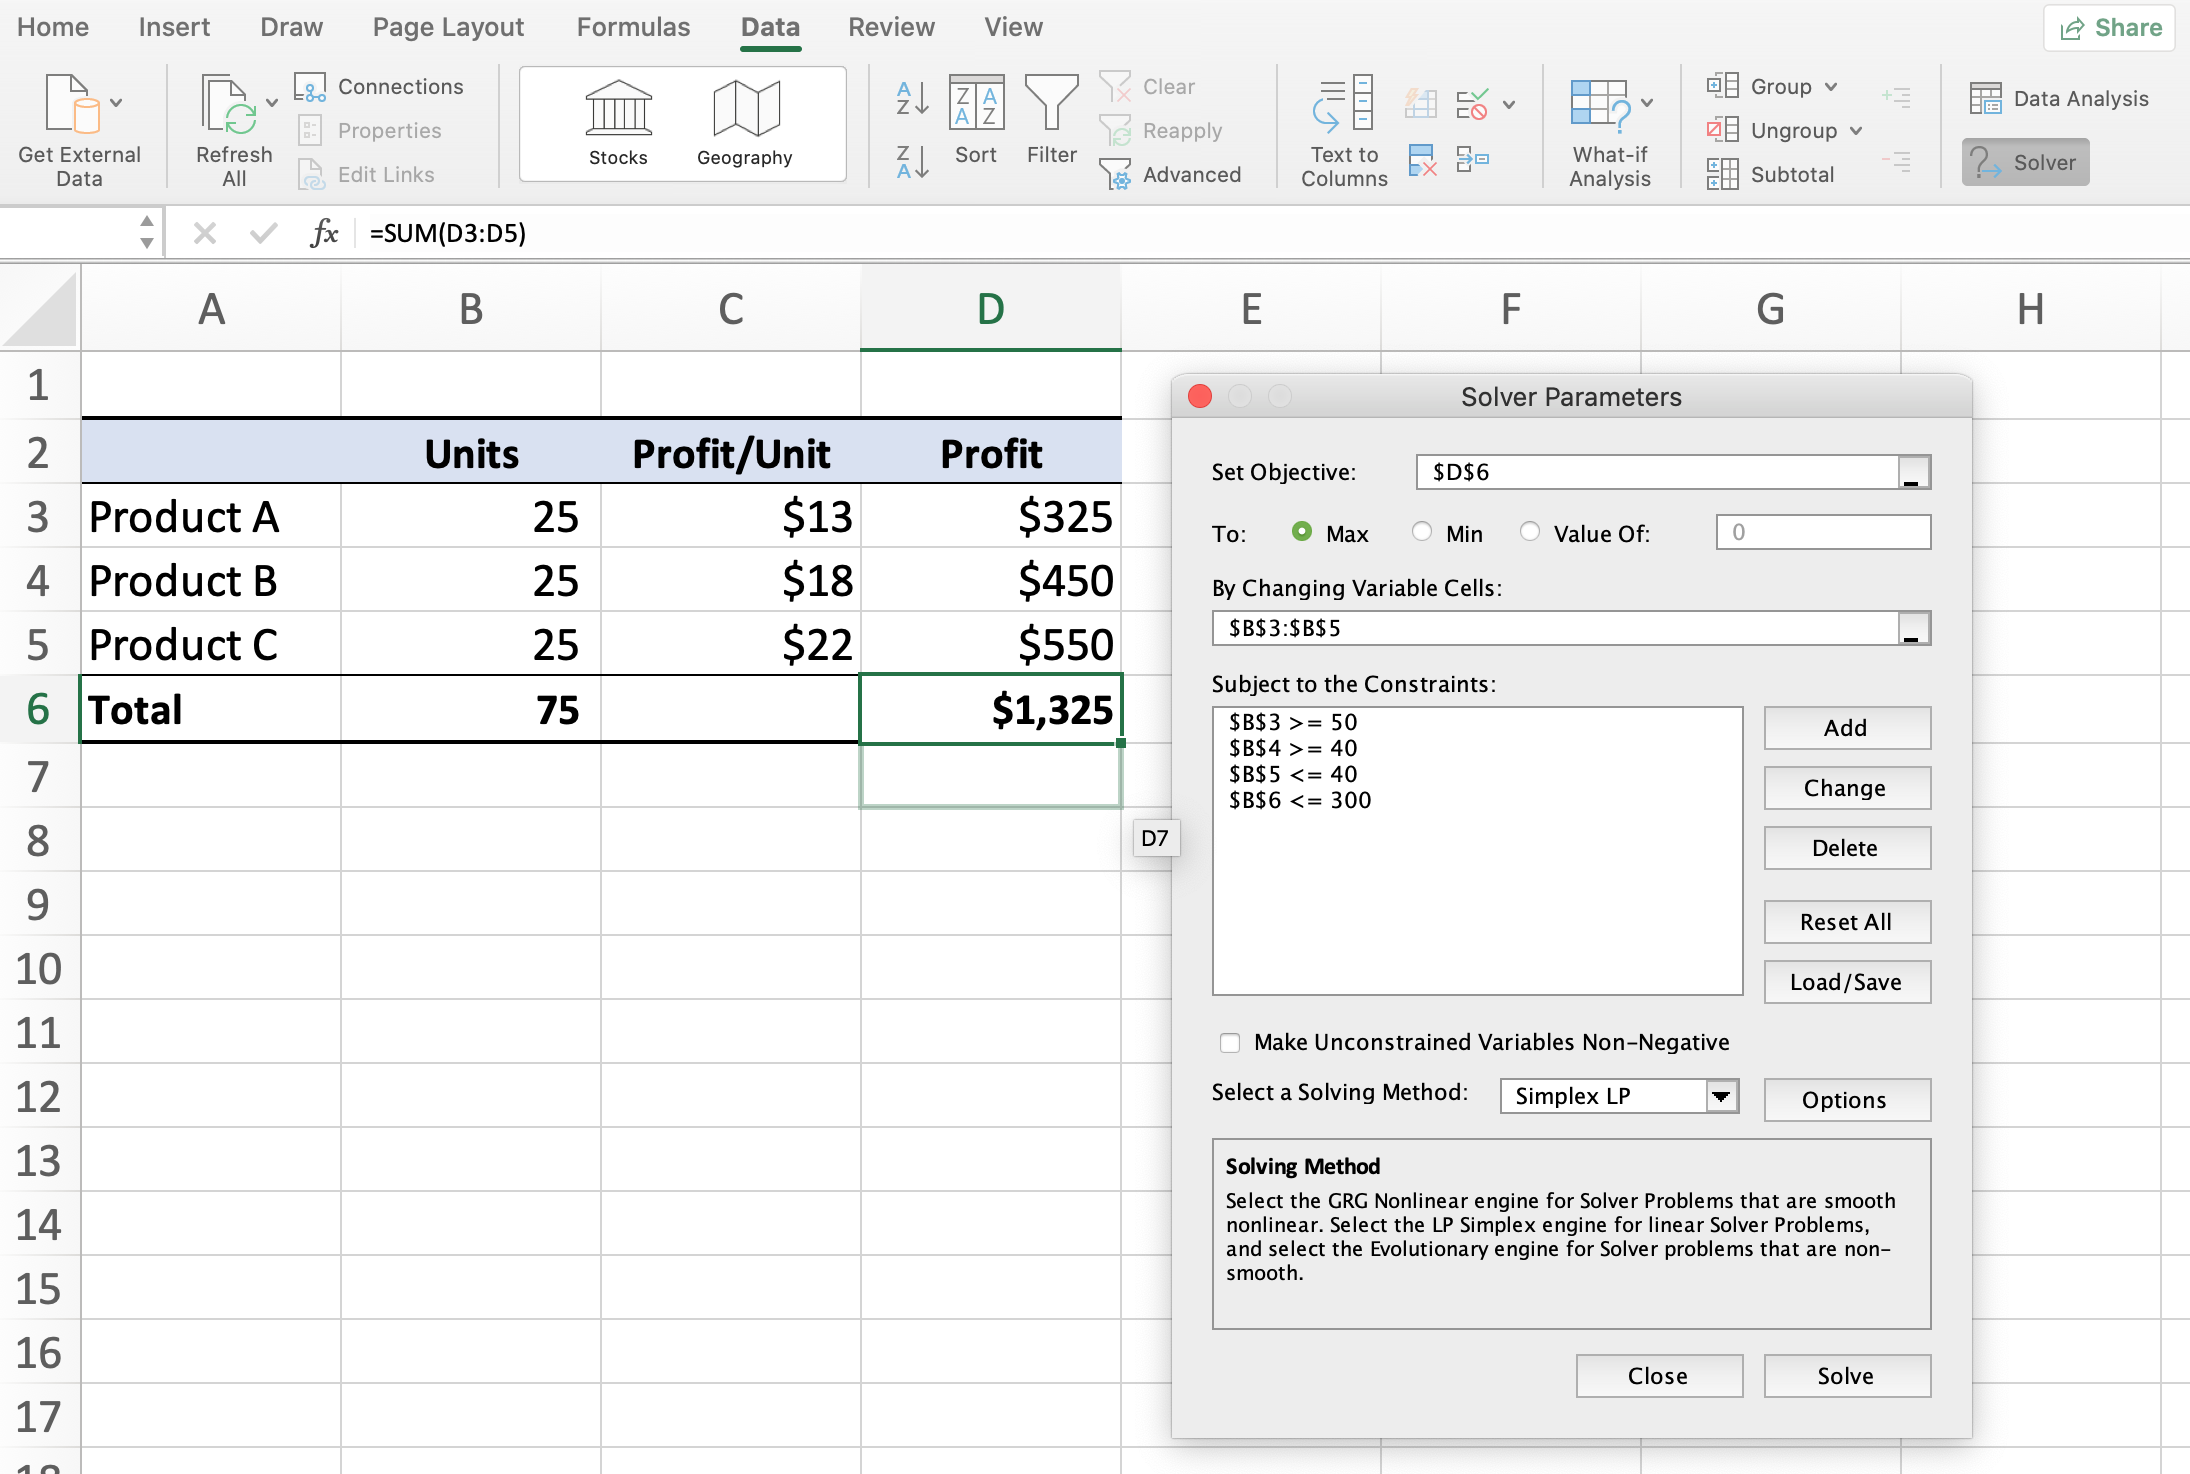 Home Insert Draw Page Layout Formulas Data Review View Share
Get External Data
Refresh All
Connections
Properties
Edit Links
Stocks
Geography
A Z
Z A
Z A A Z
Sort
Filter
Clear
Reapply
Advanced
Text to Columns
What-if Analysis
Group
Ungroup
Subtotal
Data Analysis
Solver
fx =SUM(D3:D5)
A B C D E F G H
1
2 Units Profit/Unit Profit
3 Product A 25 $13 $325
4 Product B 25 $18 $450
5 Product C 25 $22 $550
6 Total 75 $1,325
7
D7
8
9
10
11
12
13
14
15
16
17
18
Solver Parameters
Set Objective: $D$6
To: Max Min Value Of: 0
By Changing Variable Cells:
$B$3:$B$5
Subject to the Constraints:
$B$3 >= 50
$B$4 >= 40
$B$5 <= 40
$B$6 <= 300
Add
Change
Delete
Reset All
Load/Save
Make Unconstrained Variables Non-Negative
Select a Solving Method: Simplex LP Options
Solving Method
Select the GRG Nonlinear engine for Solver Problems that are smooth
nonlinear. Select the LP Simplex engine for linear Solver Problems,
and select the Evolutionary engine for Solver problems that are non-
smooth.
Close Solve